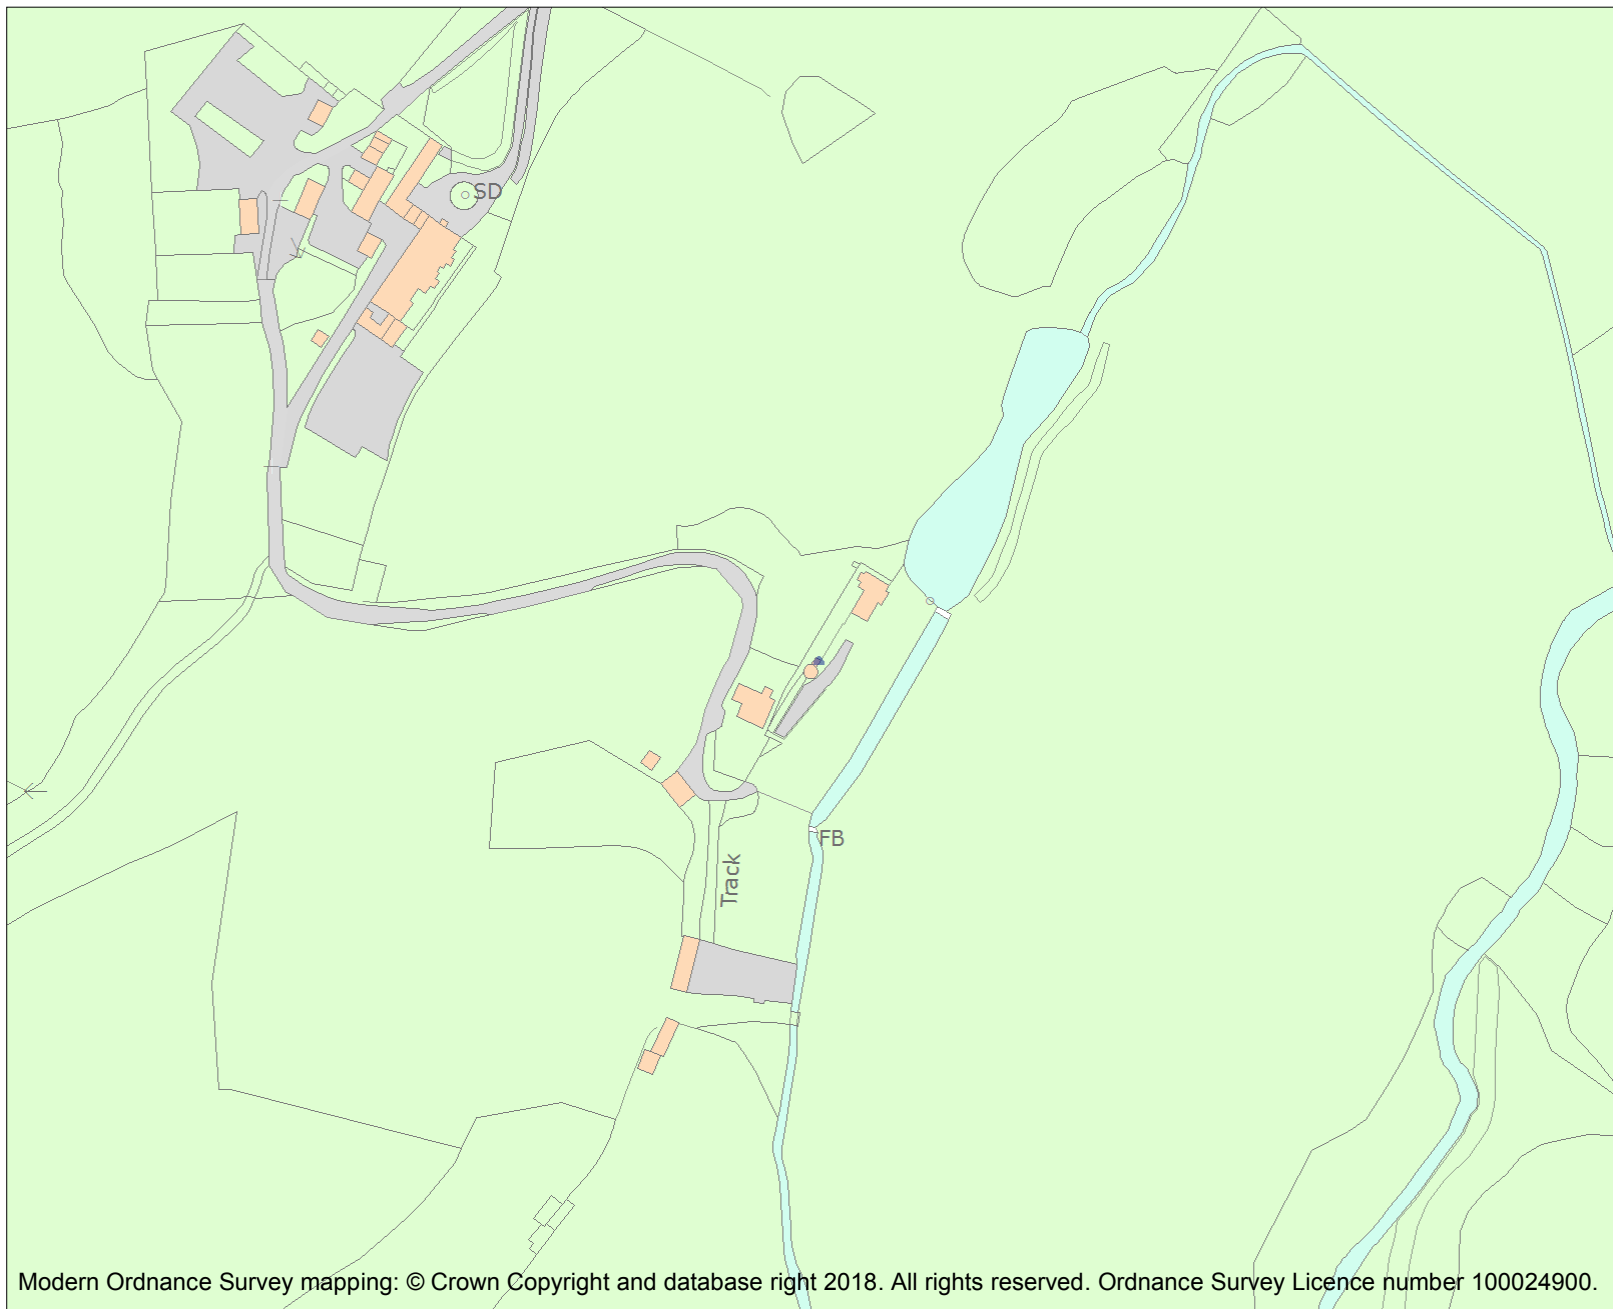 SD
FB
Track
Modern Ordnance Survey mapping: © Crown Copyright and database right 2018. All rights reserved. Ordnance Survey Licence number 100024900.